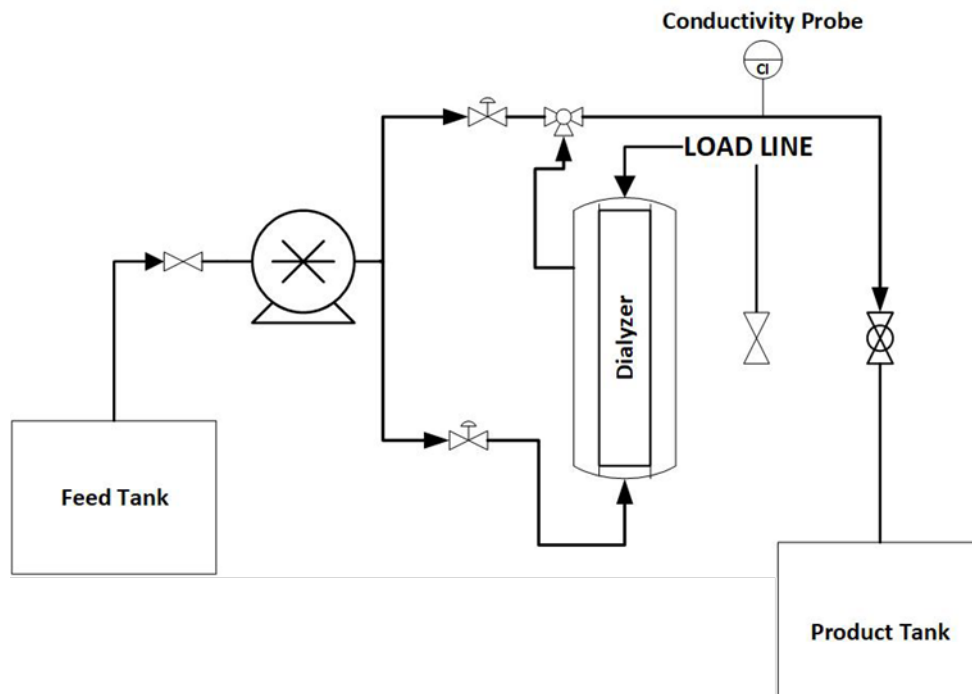 Conductivity Probe
CI
LOAD LINE
Dialyzer
Feed Tank
Product Tank